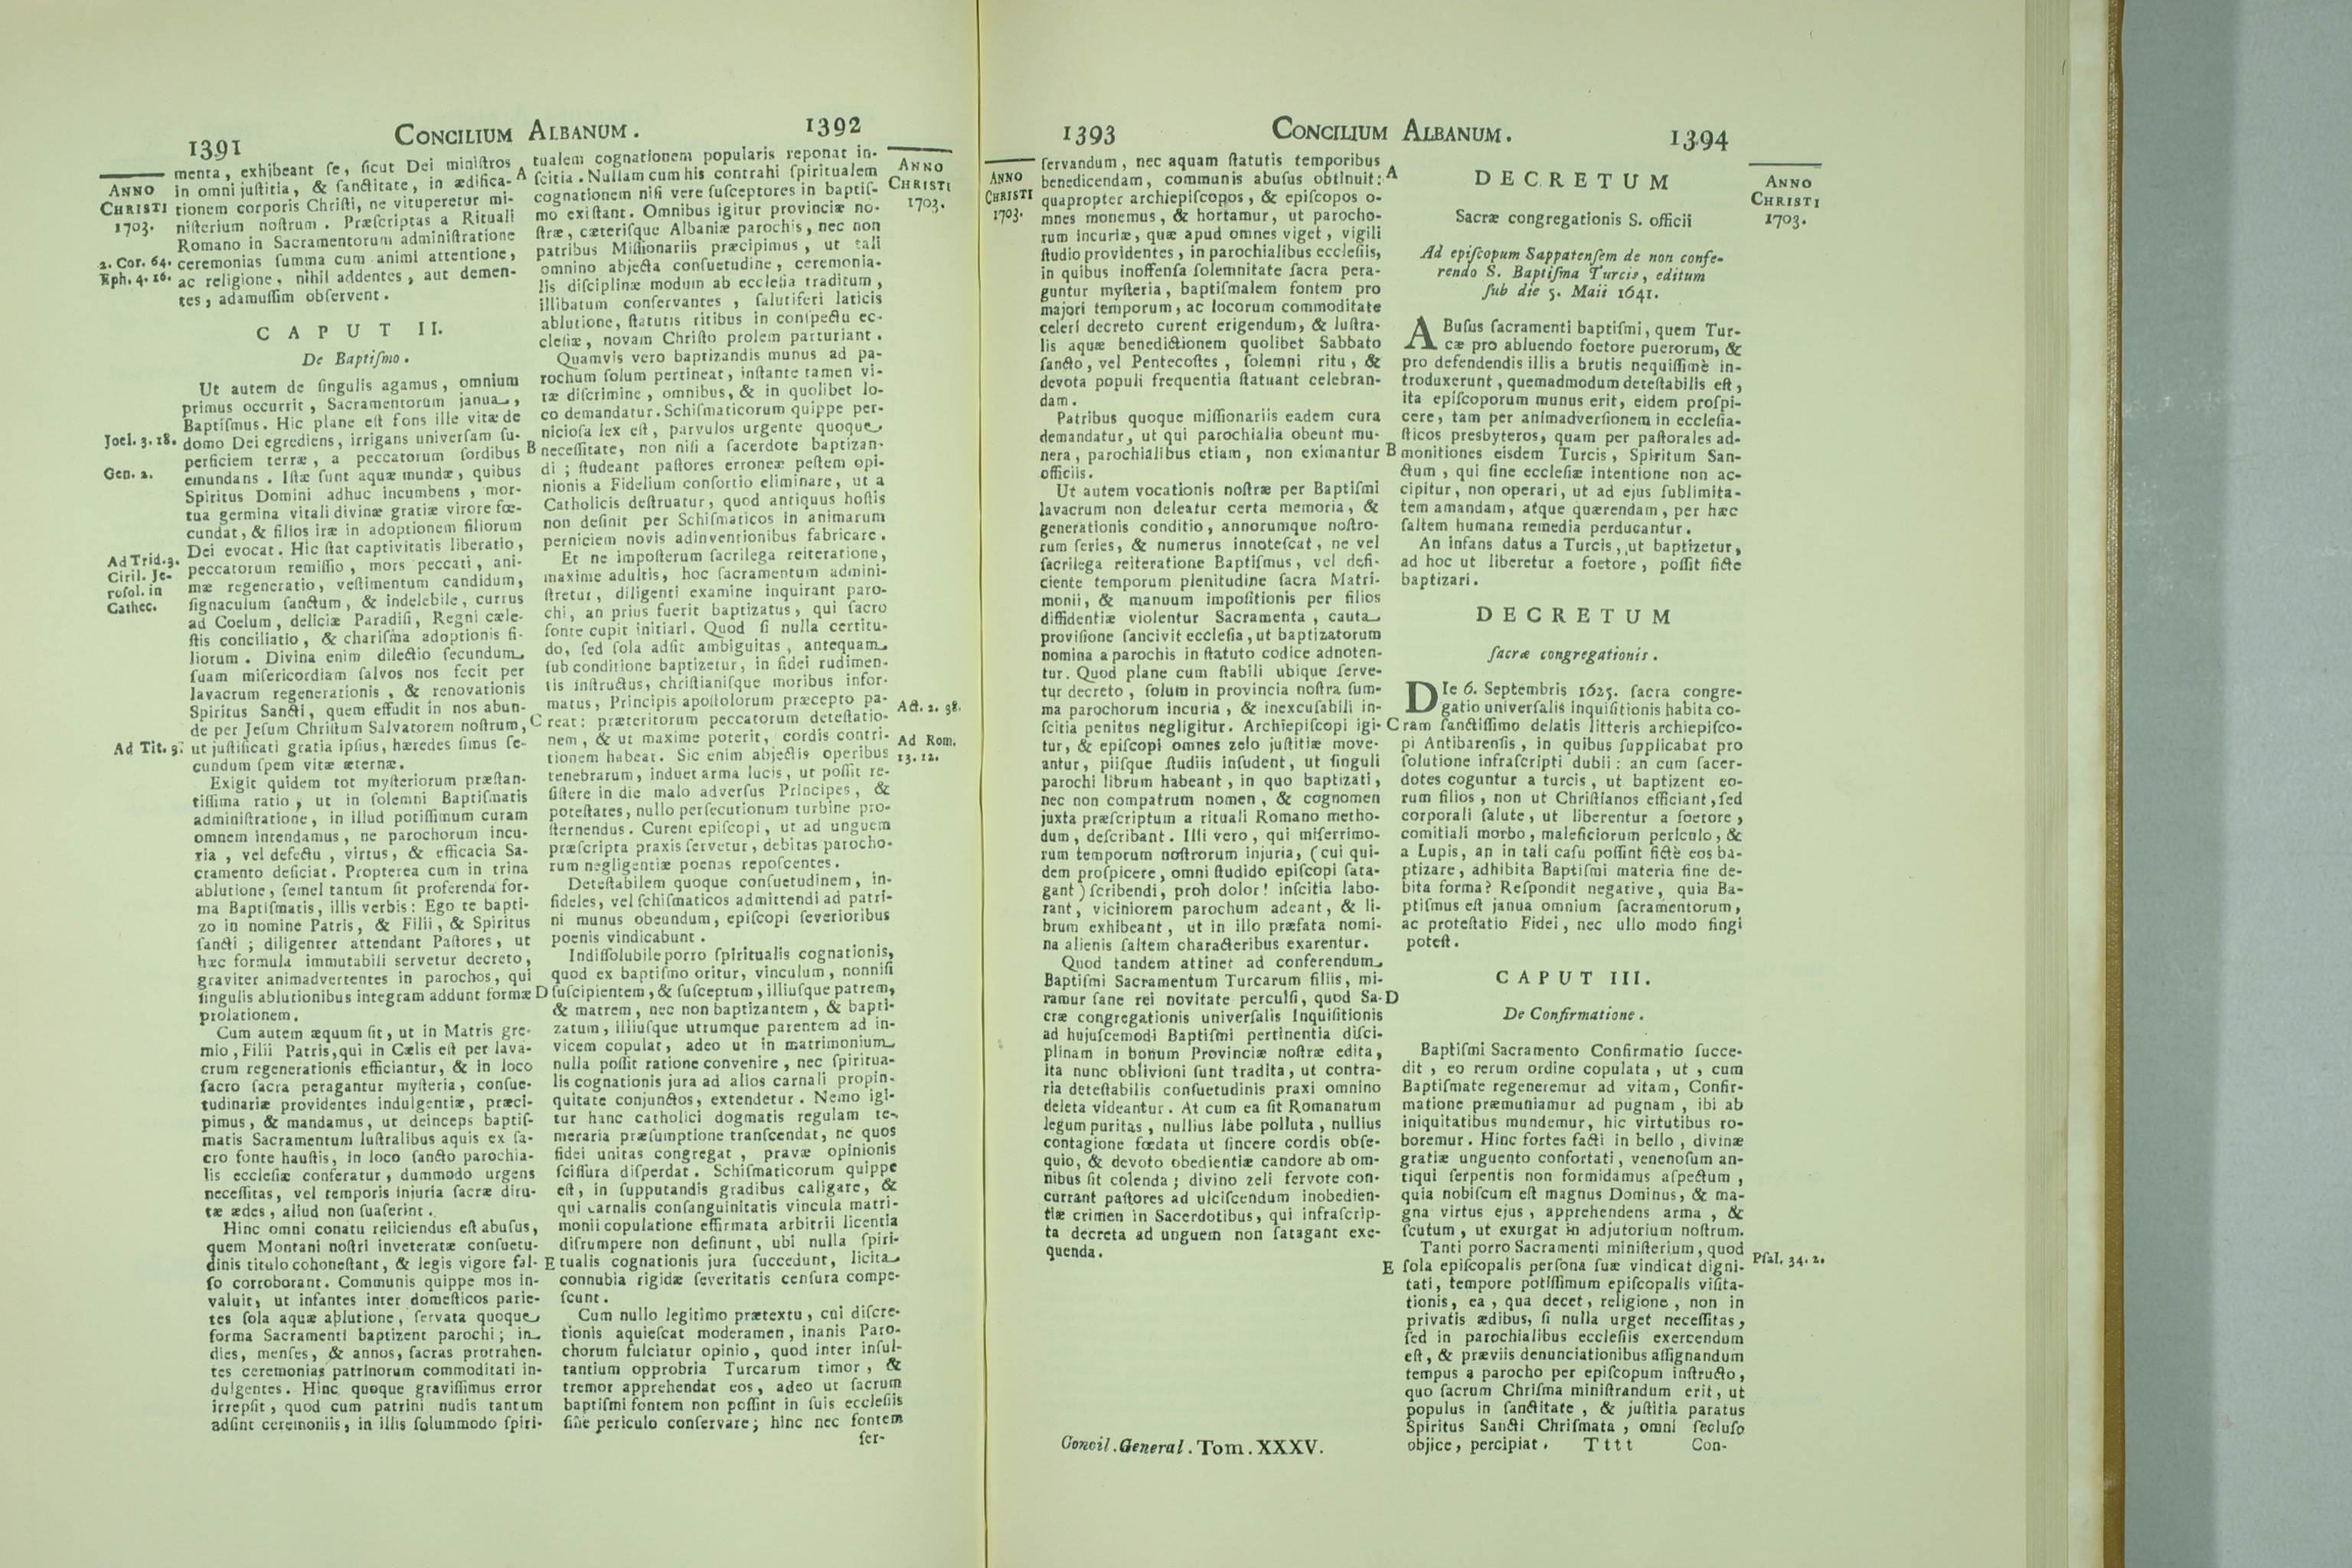 1391
CONCILIUM ALBANUM.
1392
ANNO
CHRISTI
1703.
2. Cor. 64.
Eph. 4. 16.
menta, exhibeant ſe, ſicut Dei miniſtros
in omni juſtitia, & ſanctitate, in ædifica-
tionem corporis Chriſti, ne vituperetur mi-
niſterium noſtrum. Præſcriptas a Rituali
Romano in Sacramentorum adminiſtratione
ceremonias ſumma cum animi attentione,
ac religione, nihil addentes, aut demen-
tes, adamuſſim obſervent.
CAPUT II.
De Baptiſmo.
Ut autem de ſingulis agamus, omnium
primus occurrit, Sacramentorum janua,
Baptiſmus. Hic plane eſt fons ille vitæ de
Joel. 3. 18.
domo Dei egrediens, irrigans univerſam ſu-
perficiem terræ, a peccatorum ſordibus
Gen. 2.
emundans. Iſtæ ſunt aquæ mundæ, quibus
Spiritus Domini adhuc incumbens, mor-
tua germina vitali divinæ gratiæ virore fœ-
cundat, & filios iræ in adoptionem filiorum
Dei evocat. Hic ſtat captivitatis liberatio,
Ad Trid. 3.
Ciril. Je-
roſol. in
Cathec.
peccatorum remiſſio, mors peccati, ani-
mæ regeneratio, veſtimentum candidum,
ſignaculum ſanctum, & indelebile, currus
ad Coelum, deliciæ Paradiſi, Regni cæle-
ſtis conciliatio, & chariſma adoptionis fi-
liorum. Divina enim dilectio ſecundum
ſuam miſericordiam ſalvos nos fecit per
lavacrum regenerationis, & renovationis
Spiritus Sancti, quem effudit in nos abun-
de per Jeſum Chriſtum Salvatorem noſtrum,
Ad Tit. 3.
ut juſtificati gratia ipſius, hæredes ſimus ſe-
cundum ſpem vitæ æternæ.
Exigit quidem tot myſteriorum præſtan-
tiſſima ratio, ut in ſolemni Baptiſmatis
adminiſtratione, in illud potiſſimum curam
omnem intendamus, ne parochorum incu-
ria, vel defectu, virtus, & efficacia Sa-
cramento deficiat. Propterea cum in trina
ablutione, ſemel tantum ſit proferenda for-
ma Baptiſmatis, illis verbis: Ego te bapti-
zo in nomine Patris, & Filii, & Spiritus
ſancti; diligenter attendant Paſtores, ut
hæc formula immutabili ſervetur decreto,
graviter animadvertentes in parochos, qui
ſingulis ablutionibus integram addunt formæ
prolationem.
Cum autem æquum ſit, ut in Matris gre-
mio, Filii Patris, qui in Cælis eſt per lava-
crum regenerationis efficiantur, & in loco
ſacro ſacra peragantur myſteria, conſue-
tudinariæ providentes indulgentiæ, præci-
pimus, & mandamus, ut deinceps baptiſ-
matis Sacramentum luſtralibus aquis ex ſa-
cro fonte hauſtis, in loco ſancto parochia-
lis eccleſiæ conferatur, dummodo urgens
neceſſitas, vel temporis injuria ſacræ diru-
tæ ædes, aliud non ſuaſerint.
Hinc omni conatu reiiciendus eſt abuſus,
quem Montani noſtri inveteratæ conſuetu-
dinis titulo cohoneſtant, & legis vigore fal-
ſo corroborant. Communis quippe mos in-
valuit, ut infantes inter domeſticos parie-
tes ſola aquæ ablutione, ſervata quoque
forma Sacramenti baptizent parochi; in
dies, menſes, & annos, ſacras protrahen-
tes ceremonias patrinorum commoditati in-
dulgentes. Hinc quoque graviſſimus error
irrepſit, quod cum patrini nudis tantum
adſint ceremoniis, in illis ſolummodo ſpiri-
A
B
C
D
E
tualem cognationem popularis reponat in-
ſcitia. Nullam cum his contrahi ſpiritualem
cognationem niſi vere ſuſceptores in baptiſ-
mo exiſtant. Omnibus igitur provinciæ no-
ſtræ, cæteriſque Albaniæ parochis, nec non
patribus Miſſionariis præcipimus, ut tali
omnino abjecta conſuetudine, ceremonia-
lis diſciplinæ modum ab eccleſia traditum,
illibatum conſervantes, ſalutiferi laticis
ablutione, ſtatutis ritibus in conſpectu ec-
cleſiæ, novam Chriſto prolem parturiant.
Quamvis vero baptizandis munus ad pa-
rochum ſolum pertineat, inſtante tamen vi-
tæ diſcrimine, omnibus, & in quolibet lo-
co demandatur. Schiſmaticorum quippe per-
nicioſa lex eſt, parvulos urgente quoque
neceſſitate, non niſi a ſacerdote baptizan-
di; ſtudeant paſtores erroneæ peſtem opi-
nionis a Fidelium conſortio eliminare, ut a
Catholicis deſtruatur, quod antiquus hoſtis
non definit per Schiſmaticos in animarum
perniciem novis adinventionibus fabricare.
Et ne impoſterum ſacrilega reiteratione,
maxime adultis, hoc ſacramentum admini-
ſtretur, diligenti examine inquirant paro-
chi, an prius fuerit baptizatus, qui ſacro
fonte cupit initiari. Quod ſi nulla certitu-
do, ſed ſola adſit ambiguitas, antequam
ſub conditione baptizetur, in fidei rudimen-
tis inſtructus, chriſtianiſque moribus infor-
matus, Principis apoſtolorum præcepto pa-
reat: præteritorum peccatorum deteſtatio-
nem, & ut maxime poterit, cordis contri-
tionem habeat. Sic enim abjectis operibus
tenebrarum, induet arma lucis, ut poſſit re-
ſiſtere in die malo adverſus Principes, &
poteſtates, nullo perſecutionum turbine pro-
ſternendus. Curent epiſcopi, ut ad unguem
præſcripta praxis ſervetur, debitas parocho-
rum negligentiæ poenas repoſcentes.
Deteſtabilem quoque conſuetudinem, in-
fideles, vel ſchiſmaticos admittendi ad patri-
ni munus obeundum, epiſcopi ſeverioribus
poenis vindicabunt.
Indiſſolubile porro ſpiritualis cognationis,
quod ex baptiſmo oritur, vinculum, nonniſi
ſuſcipientem, & ſuſceptum, illiuſque patrem,
& matrem, nec non baptizantem, & bapti-
zatum, illiuſque utrumque parentem ad in-
vicem copulat, adeo ut in matrimonium
nulla poſſit ratione convenire, nec ſpiritua-
lis cognationis jura ad alios carnali propin-
quitate conjunctos, extendetur. Nemo igi-
tur hanc catholici dogmatis regulam te-
meraria præſumptione tranſcendat, ne quos
fidei unitas congregat, pravæ opinionis
ſciſſura diſperdat. Schiſmaticorum quippe
eſt, in ſupputandis gradibus caligare, &
qui carnalis conſanguinitatis vincula matri-
monii copulatione effirmata arbitrii licentia
diſrumpere non definunt, ubi nulla ſpiri-
tualis cognationis jura ſuccedunt, licita
connubia rigidæ ſeveritatis cenſura compe-
ſcunt.
Cum nullo legitimo prætextu, cui diſcre-
tionis aquieſcat moderamen, inanis Paro-
chorum fulciatur opinio, quod inter inſul-
tantium opprobria Turcarum timor, &
tremor apprehendat eos, adeo ut ſacrum
baptiſmi fontem non poſſint in ſuis eccleſiis
ſine periculo conſervare; hinc nec fontem
ſer-
ANNO
CHRISTI
1703.
Act. 2. 38.
Ad Rom.
13. 12.
1393
CONCILIUM ALBANUM.
1394
ANNO
CHRISTI
1703.
ſervandum, nec aquam ſtatutis temporibus
benedicendam, communis abuſus obtinuit:
quapropter archiepiſcopos, & epiſcopos o-
mnes monemus, & hortamur, ut parocho-
rum incuriæ, quæ apud omnes viget, vigili
ſtudio providentes, in parochialibus eccleſiis,
in quibus inoffenſa ſolemnitate ſacra pera-
guntur myſteria, baptiſmalem fontem pro
majori temporum, ac locorum commoditate
celeri decreto curent erigendum, & luſtra-
lis aquæ benedictionem quolibet Sabbato
ſancto, vel Pentecoſtes, ſolemni ritu, &
devota populi frequentia ſtatuant celebran-
dam.
Patribus quoque miſſionariis eadem cura
demandatur, ut qui parochialia obeunt mu-
nera, parochialibus etiam, non eximantur
officiis.
Ut autem vocationis noſtræ per Baptiſmi
lavacrum non deleatur certa memoria, &
generationis conditio, annorumque noſtro-
rum ſeries, & numerus innoteſcat, ne vel
ſacrilega reiteratione Baptiſmus, vel defi-
ciente temporum plenitudine ſacra Matri-
monii, & manuum impoſitionis per filios
diffidentiæ violentur Sacramenta, cauta
proviſione ſancivit eccleſia, ut baptizatorum
nomina a parochis in ſtatuto codice adnoten-
tur. Quod plane cum ſtabili ubique ſerve-
tur decreto, ſolum in provincia noſtra ſum-
ma parochorum incuria, & inexcuſabili in-
ſcitia penitus negligitur. Archiepiſcopi igi-
tur, & epiſcopi omnes zelo juſtitiæ move-
antur, piiſque ſtudiis inſudent, ut ſinguli
parochi librum habeant, in quo baptizati,
nec non compatrum nomen, & cognomen
juxta præſcriptum a rituali Romano metho-
dum, deſcribant. Illi vero, qui miſerrimo-
rum temporum noſtrorum injuria, (cui qui-
dem proſpicere, omni ſtudido epiſcopi ſata-
gant) ſcribendi, proh dolor! inſcitia labo-
rant, viciniorem parochum adeant, & li-
brum exhibeant, ut in illo præfata nomi-
na alienis ſaltem characteribus exarentur.
Quod tandem attinet ad conferendum
Baptiſmi Sacramentum Turcarum filiis, mi-
ramur ſane rei novitate perculſi, quod Sa-
cræ congregationis univerſalis Inquiſitionis
ad hujuſcemodi Baptiſmi pertinentia diſci-
plinam in bonum Provinciæ noſtræ edita,
ita nunc oblivioni ſunt tradita, ut contra-
ria deteſtabilis conſuetudinis praxi omnino
deleta videantur. At cum ea ſit Romanarum
legum puritas, nullius labe polluta, nullius
contagione fœdata ut ſincere cordis obſe-
quio, & devoto obedientiæ candore ab om-
nibus ſit colenda; divino zeli fervore con-
currant paſtores ad ulciſcendum inobedien-
tiæ crimen in Sacerdotibus, qui infraſcrip-
ta decreta ad unguem non ſatagant exe-
quenda.
Concil. General. Tom. XXXV.
A
B
C
D
E
DECRETUM
Sacræ congregationis S. officii
Ad epiſcopum Sappatenſem de non confe-
rendo S. Baptiſma Turcis, editum
ſub die 5. Maii 1641.
ABuſus ſacramenti baptiſmi, quem Tur-
cæ pro abluendo foetore puerorum, &
pro defendendis illis a brutis nequiſſimè in-
troduxerunt, quemadmodum deteſtabilis eſt,
ita epiſcoporum munus erit, eidem proſpi-
cere, tam per animadverſionem in eccleſia-
ſticos presbyteros, quam per paſtorales ad-
monitiones eisdem Turcis, Spiritum San-
ctum, qui ſine eccleſiæ intentione non ac-
cipitur, non operari, ut ad ejus ſublimita-
tem amandam, atque quærendam, per hæc
ſaltem humana remedia perducantur.
An infans datus a Turcis, ut baptizetur,
ad hoc ut liberetur a foetore, poſſit ficte
baptizari.
DECRETUM
ſacræ congregationis.
DIe 6. Septembris 1625. ſacra congre-
gatio univerſalis inquiſitionis habita co-
ram ſanctiſſimo delatis litteris archiepiſco-
pi Antibarenſis, in quibus ſupplicabat pro
ſolutione infraſcripti dubii: an cum ſacer-
dotes coguntur a turcis, ut baptizent eo-
rum filios, non ut Chriſtianos efficiant, ſed
corporali ſalute, ut liberentur a foetore,
comitiali morbo, maleficiorum periculo, &
a Lupis, an in tali caſu poſſint fictè eos ba-
ptizare, adhibita Baptiſmi materia ſine de-
bita forma? Reſpondit negative, quia Ba-
ptiſmus eſt janua omnium ſacramentorum,
ac proteſtatio Fidei, nec ullo modo fingi
poteſt.
CAPUT III.
De Confirmatione.
Baptiſmi Sacramento Confirmatio ſucce-
dit, eo rerum ordine copulata, ut, cum
Baptiſmate regeneremur ad vitam, Confir-
matione præmuniamur ad pugnam, ibi ab
iniquitatibus mundemur, hic virtutibus ro-
boremur. Hinc fortes facti in bello, divinæ
gratiæ unguento confortati, venenoſum an-
tiqui ſerpentis non formidamus aſpectum,
quia nobiſcum eſt magnus Dominus, & ma-
gna virtus ejus, apprehendens arma, &
ſcutum, ut exurgat in adjutorium noſtrum.
Tanti porro Sacramenti miniſterium, quod
ſola epiſcopalis perſona ſuæ vindicat digni-
tati, tempore potiſſimum epiſcopalis viſita-
tionis, ea, qua decet, religione, non in
privatis ædibus, ſi nulla urget neceſſitas,
ſed in parochialibus eccleſiis exercendum
eſt, & præviis denunciationibus aſſignandum
tempus a parocho per epiſcopum inſtructo,
quo ſacrum Chriſma miniſtrandum erit, ut
populus in ſanctitate, & juſtitia paratus
Spiritus Sancti Chriſmata, omni ſecluſo
objice, percipiat.
Tttt
Con-
ANNO
CHRISTI
1703.
Pſal. 34. 2.